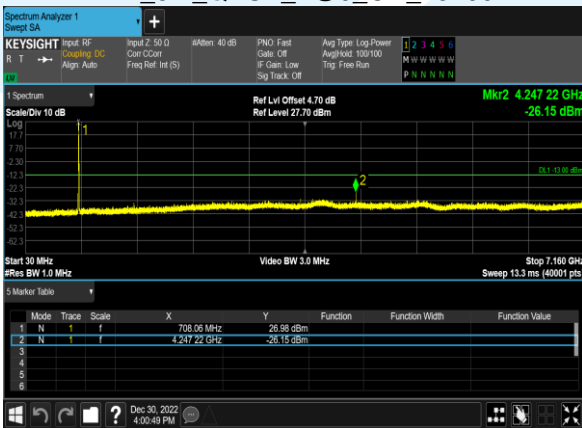 Spectrum Analyzer 1
Swept SA
+
KEYSIGHT
R T
LW
Input: RF
Coupling: DC
Align: Auto
Input Z: 50 Ω
Corr CCorr
Freq Ref: Int (S)
#Atten: 40 dB
PNO: Fast
Gate: Off
IF Gain: Low
Sig Track: Off
Avg Type: Log-Power
Avg|Hold: 100/100
Trig: Free Run
1 2 3 4 5 6
M W W W W W
P N N N N N
1 Spectrum
Scale/Div 10 dB
Ref Lvl Offset 4.70 dB
Ref Level 27.70 dBm
Mkr2 4.247 22 GHz
-26.15 dBm
Log
17.7
7.70
-2.30
-12.3
-22.3
-32.3
-42.3
-52.3
-62.3
1
2
DL1 -13.00 dBm
Start 30 MHz
#Res BW 1.0 MHz
Video BW 3.0 MHz
Stop 7.160 GHz
Sweep 13.3 ms (40001 pts)
5 Marker Table
Mode Trace Scale X Y Function Function Width Function Value
1 N 1 f 708.06 MHz 26.98 dBm
2 N 1 f 4.247 22 GHz -26.15 dBm
3
4
5
6
?
Dec 30, 2022
4:00:49 PM